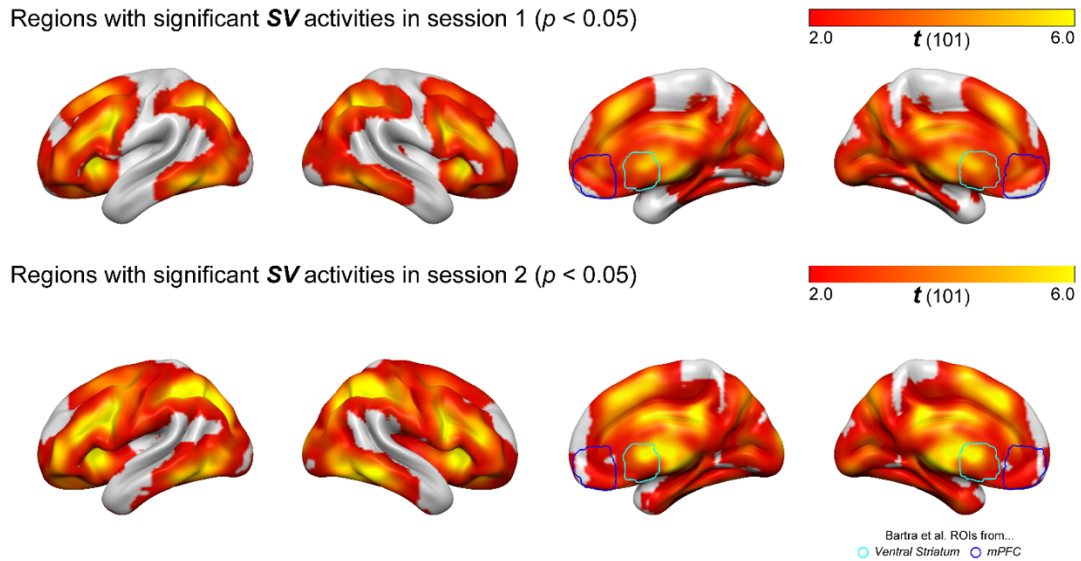 Regions with significant SV activities in session 1 (p < 0.05)
2.0 t (101) 6.0
Regions with significant SV activities in session 2 (p < 0.05)
2.0 t (101) 6.0
Bartra et al. ROIs from...
Ventral Striatum mPFC